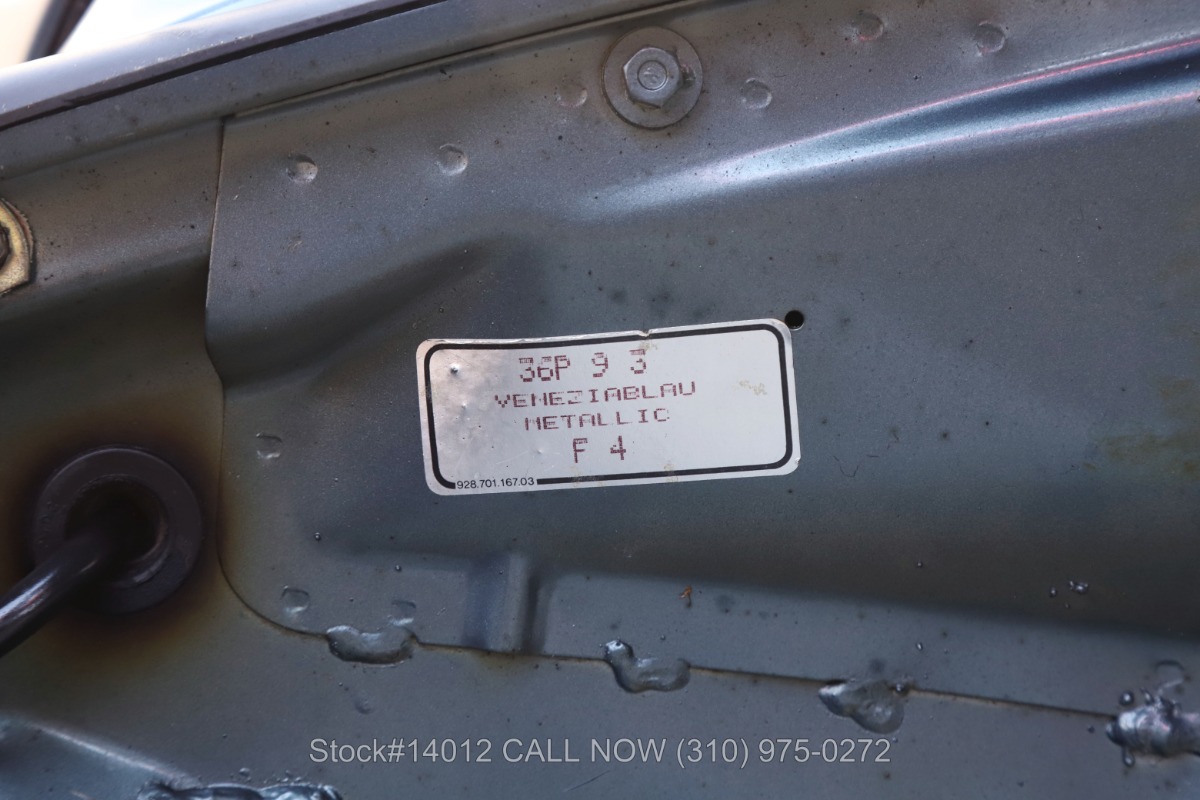 36P 9 3
VENEZIABLAU
METALLIC
F 4
928.701.167.03
Stock#14012 CALL NOW (310) 975-0272